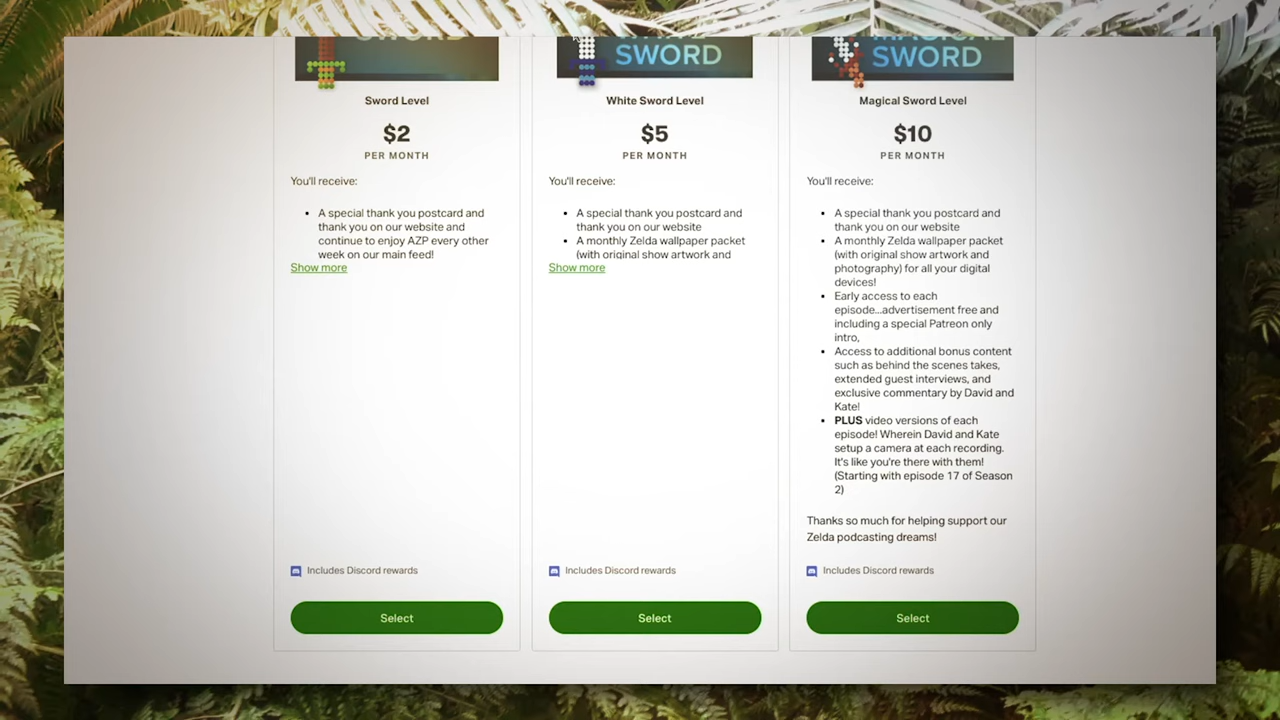 SWORD
SWORD
MAGICAL
SWORD
Sword Level
$2
PER MONTH
You'll receive:
A special thank you postcard and
thank you on our website and
continue to enjoy AZP every other
week on our main feed!
Show more
Includes Discord rewards
Select
White Sword Level
$5
PER MONTH
You'll receive:
A special thank you postcard and
thank you on our website
A monthly Zelda wallpaper packet
(with original show artwork and
Show more
Includes Discord rewards
Select
Magical Sword Level
$10
PER MONTH
You'll receive:
A special thank you postcard and
thank you on our website
A monthly Zelda wallpaper packet
(with original show artwork and
photography) for all your digital
devices!
Early access to each
episode...advertisement free and
including a special Patreon only
intro,
Access to additional bonus content
such as behind the scenes takes,
extended guest interviews, and
exclusive commentary by David and
Kate!
PLUS video versions of each
episode! Wherein David and Kate
setup a camera at each recording.
It's like you're there with them!
(Starting with episode 17 of Season
2)
Thanks so much for helping support our
Zelda podcasting dreams!
Includes Discord rewards
Select